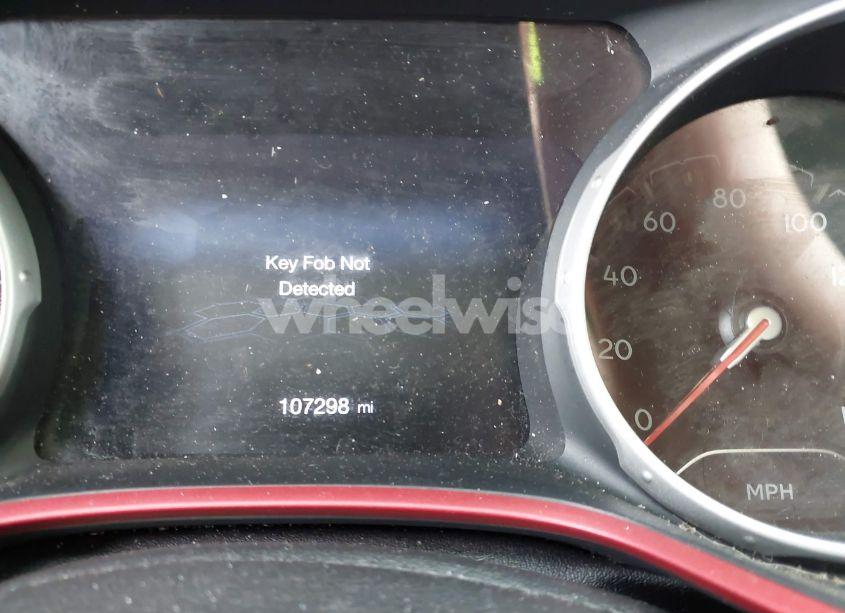 Key Fob Not
Detected
wheelwise
107298 mi
0
20
40
60
80
100
MPH